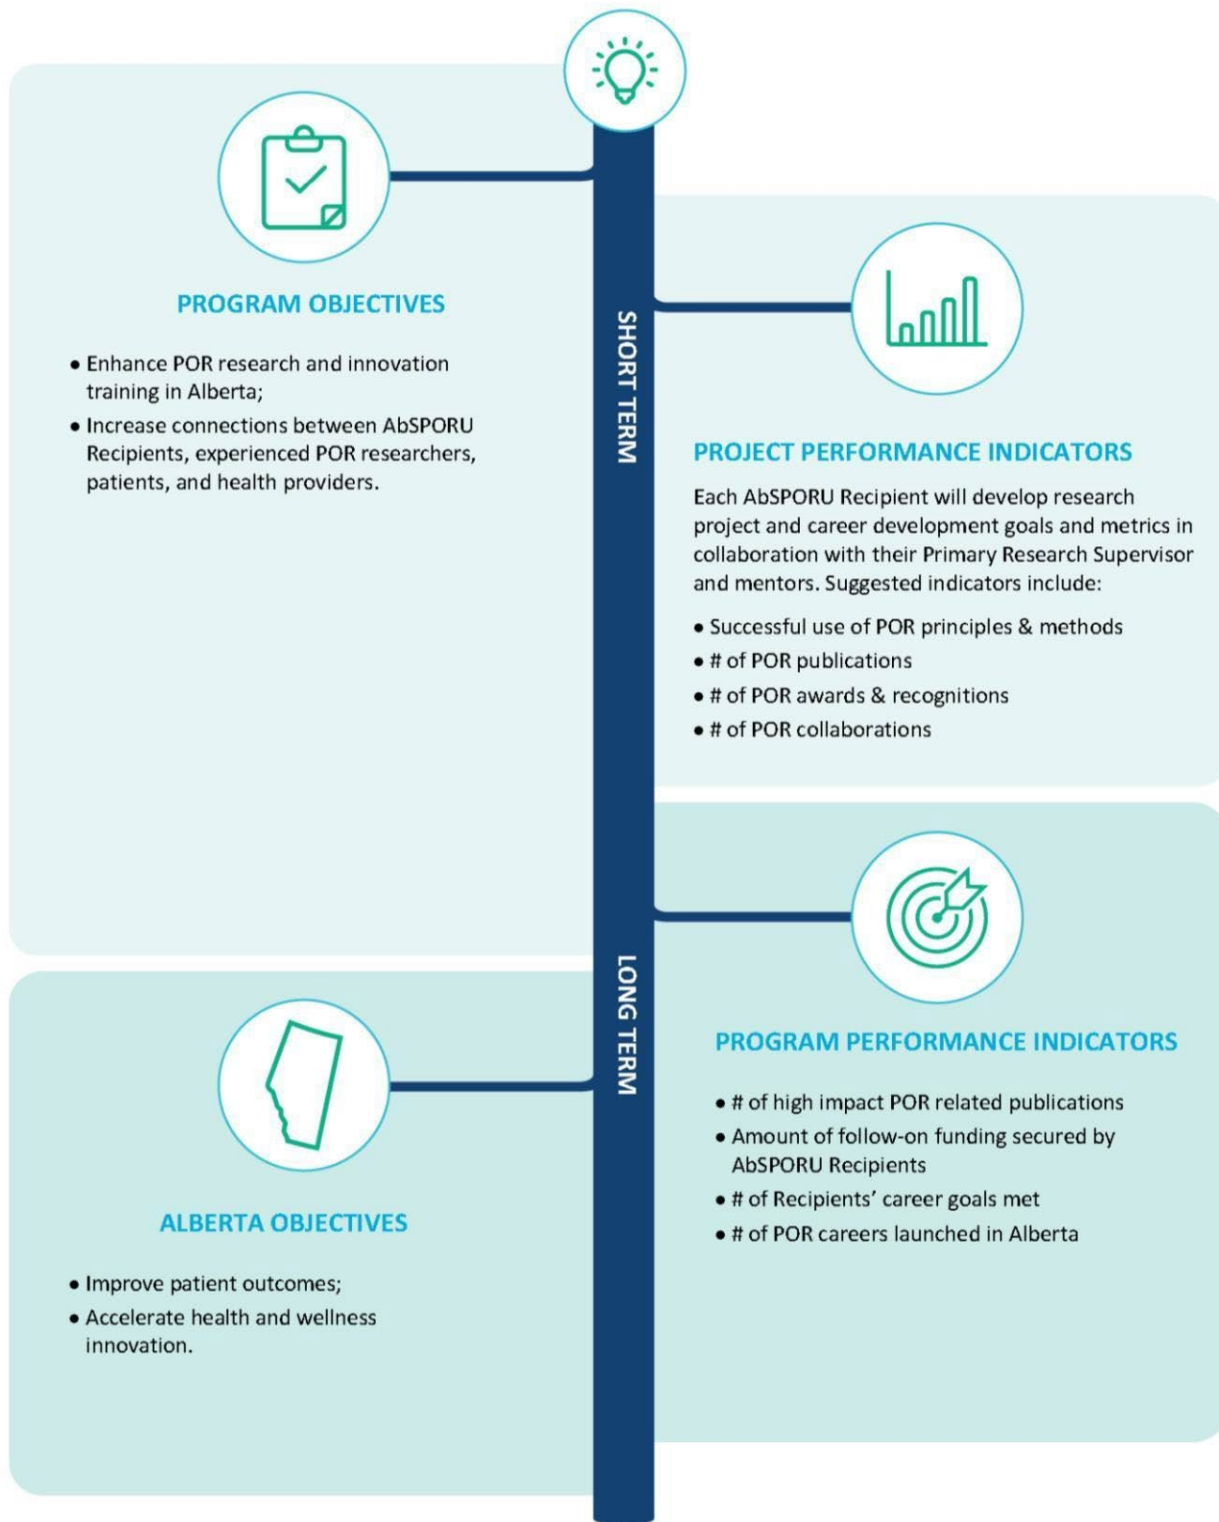 PROGRAM OBJECTIVES
● Enhance POR research and innovation
training in Alberta;
● Increase connections between AbSPORU
Recipients, experienced POR researchers,
patients, and health providers.
SHORT TERM
PROJECT PERFORMANCE INDICATORS
Each AbSPORU Recipient will develop research
project and career development goals and metrics in
collaboration with their Primary Research Supervisor
and mentors. Suggested indicators include:
● Successful use of POR principles & methods
● # of POR publications
● # of POR awards & recognitions
● # of POR collaborations
LONG TERM
ALBERTA OBJECTIVES
● Improve patient outcomes;
● Accelerate health and wellness
innovation.
PROGRAM PERFORMANCE INDICATORS
● # of high impact POR related publications
● Amount of follow-on funding secured by
AbSPORU Recipients
● # of Recipients’ career goals met
● # of POR careers launched in Alberta